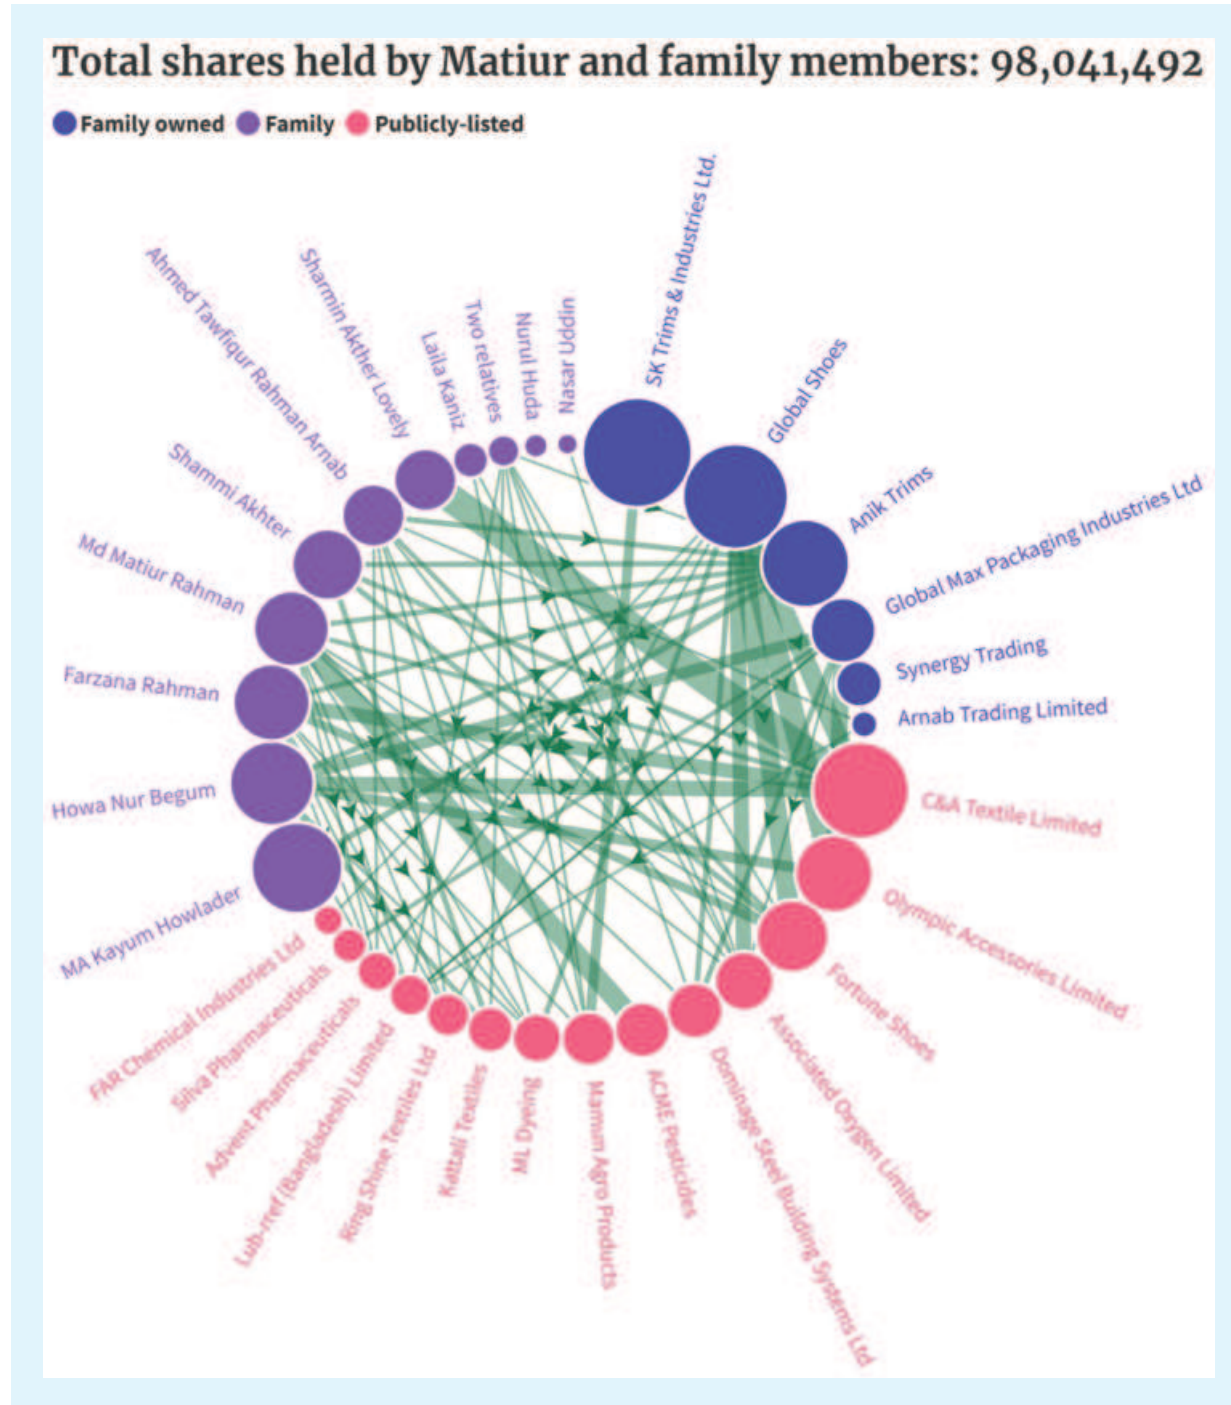 Total shares held by Matiur and family members: 98,041,492
Family owned Family Publicly-listed
SK Trims & Industries Ltd.
Global Shoes
Anik Trims
Global Max Packaging Industries Ltd
Synergy Trading
Arnab Trading Limited
C&A Textile Limited
Olympic Accessories Limited
Fortune Shoes
Associated Oxygen Limited
Dominage Steel Building Systems Ltd
ACME Pesticides
Mamun Agro Products
ML Dyeing
Kattali Textiles
Ring Shine Textiles Ltd
Lub-rref (Bangladesh) Limited
Advent Pharmaceuticals
Silva Pharmaceuticals
FAR Chemical Industries Ltd
MA Kayum Howlader
Howa Nur Begum
Farzana Rahman
Md Matiur Rahman
Shammi Akhter
Ahmed Tawfiqur Rahman Arnab
Sharmin Akther Lovely
Laila Kaniz
Two relatives
Nurul Huda
Nasar Uddin